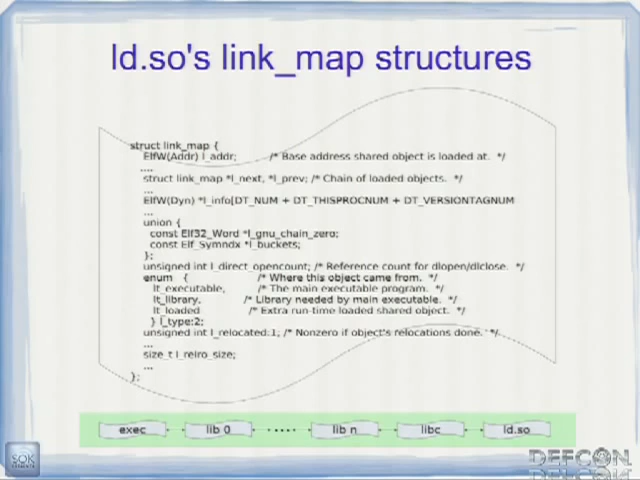 ld.so's link_map structures
struct link_map {
ElfW(Addr) l_addr; /* Base address shared object is loaded at. */
....
struct link_map *l_next, *l_prev; /* Chain of loaded objects. */
...
ElfW(Dyn) *l_info[DT_NUM + DT_THISPROCNUM + DT_VERSIONTAGNUM
...
union {
const Elf32_Word *l_gnu_chain_zero;
const Elf_Symndx *l_buckets;
};
unsigned int l_direct_opencount; /* Reference count for dlopen/dlclose. */
enum { /* Where this object came from. */
lt_executable, /* The main executable program. */
lt_library, /* Library needed by main executable. */
lt_loaded /* Extra run-time loaded shared object. */
} l_type:2;
unsigned int l_relocated:1; /* Nonzero if object's relocations done. */
...
size_t l_relro_size;
...
};
exec lib 0 ..... lib n libc ld.so
SOK
DEFCON